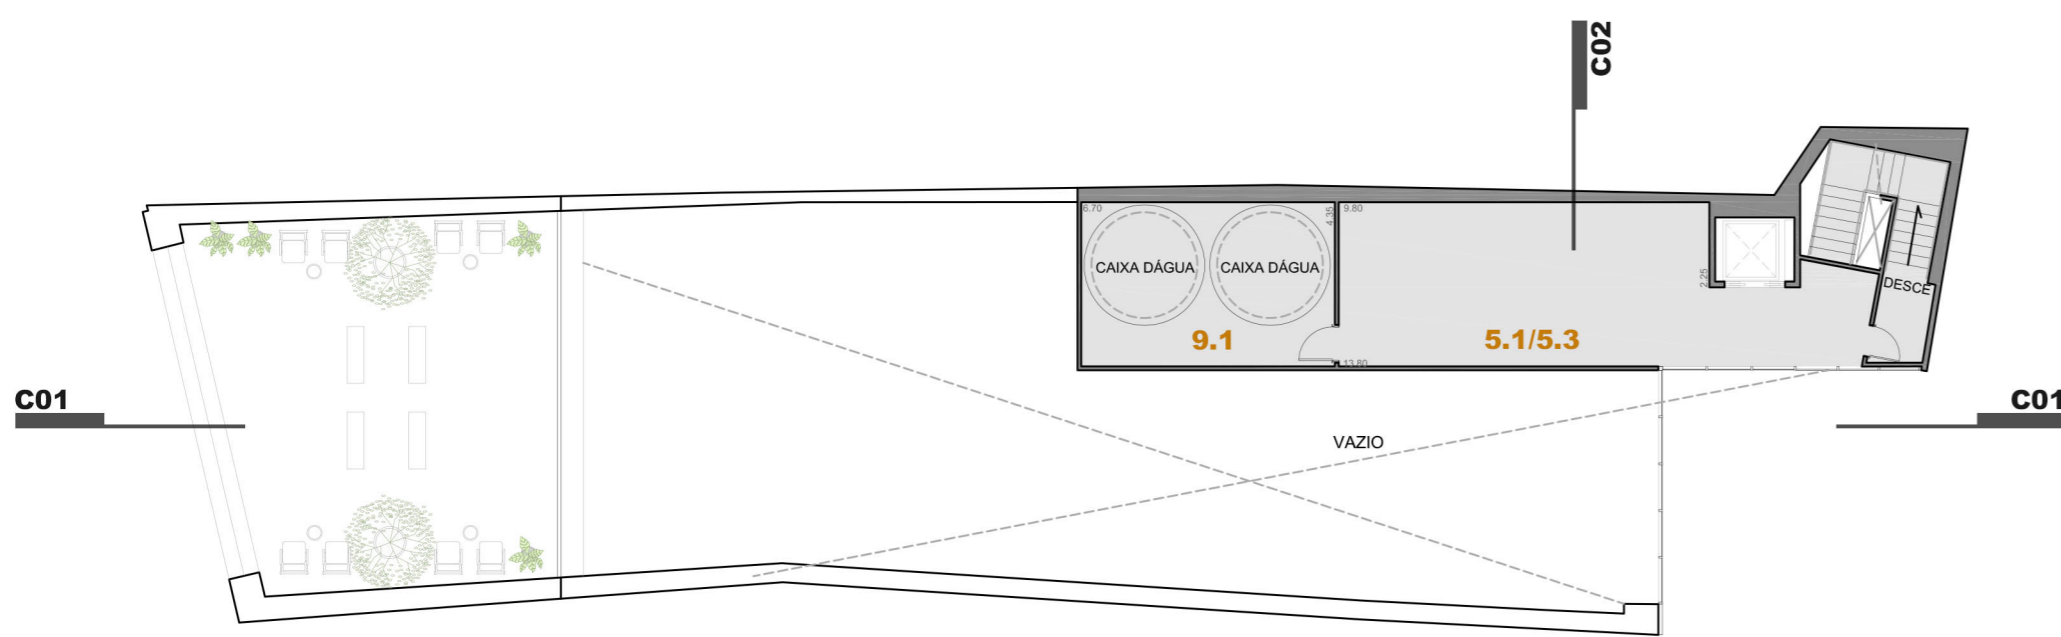 C02
6.70
4.35
9.80
CAIXA DÁGUA
CAIXA DÁGUA
2.25
DESCE
9.1
5.1/5.3
13.80
C01
C01
VAZIO